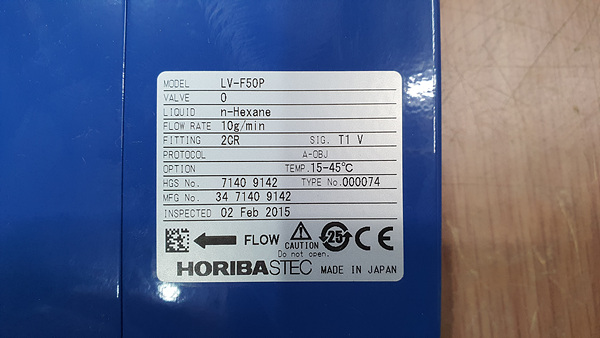 MODEL LV-F50P
VALVE O
LIQUID n-Hexane
FLOW RATE 10g/min
FITTING 2CR SIG. T1 V
PROTOCOL A-OBJ
OPTION TEMP.15-45℃
HGS No. 7140 9142 TYPE No.000074
MFG No. 34 7140 9142
INSPECTED 02 Feb 2015
FLOW CAUTION 25 CE
Do not open.
HORIBASTEC MADE IN JAPAN